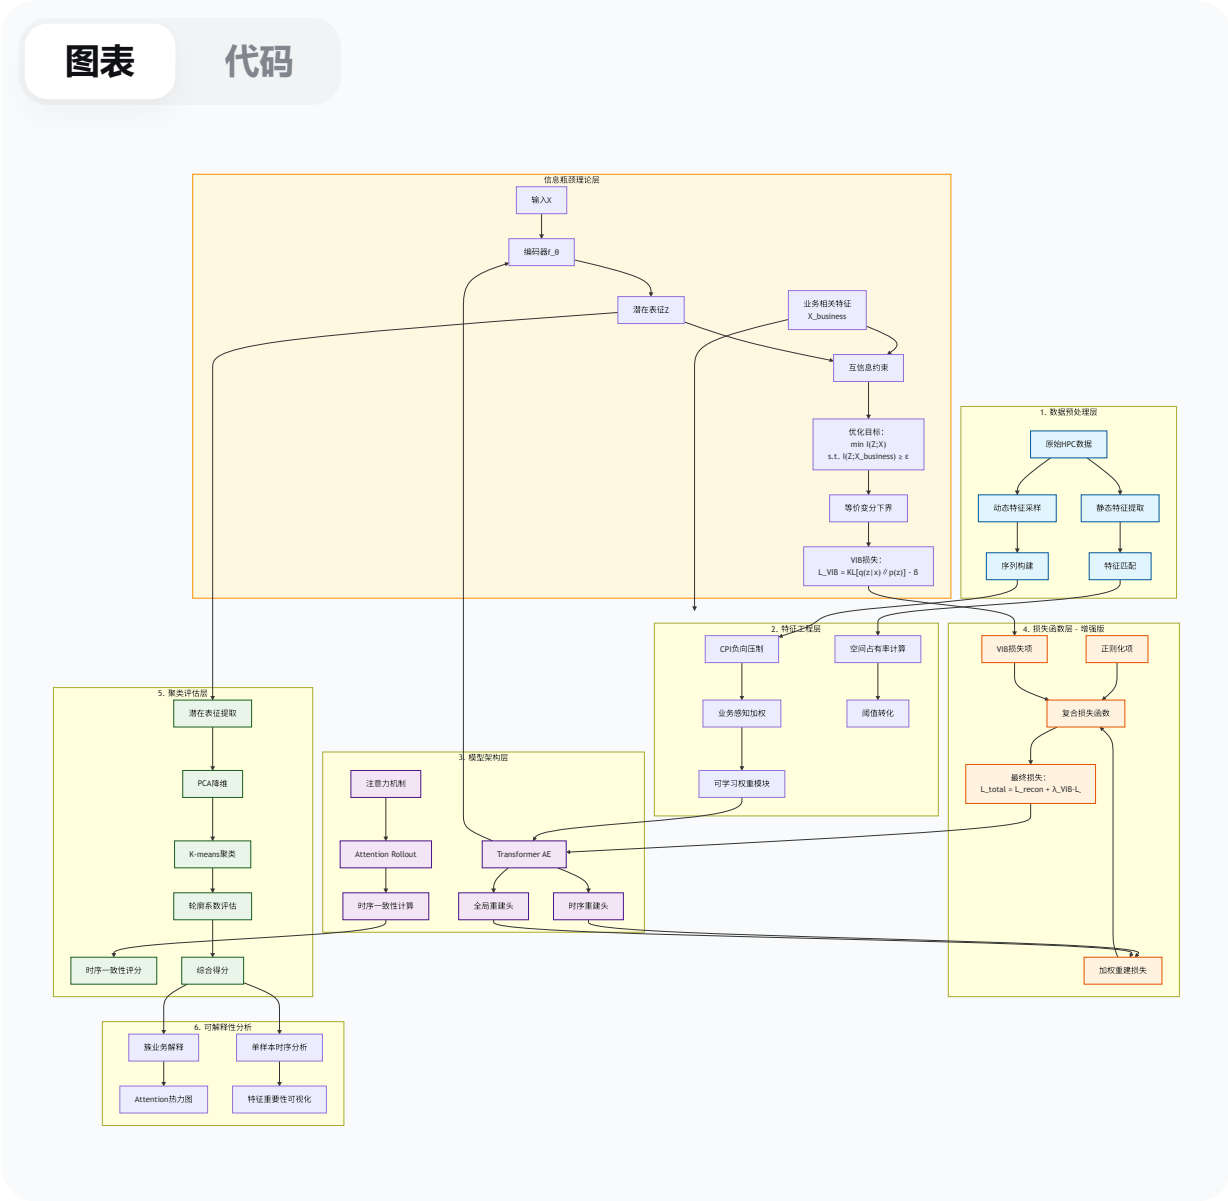 图表
代码
信息瓶颈理论层
输入X
编码器f_θ
潜在表征Z
业务相关特征
X_business
互信息约束
优化目标：
min I(Z;X)
s.t. I(Z;X_business) ≥ ε
等价变分下界
VIB损失：
L_VIB = KL[q(z|x)∥p(z)] - β
1. 数据预处理层
原始HPC数据
动态特征采样
静态特征提取
序列构建
特征匹配
2. 特征工程层
CPI负向压制
空间占有率计算
业务感知加权
阈值转化
可学习权重模块
4. 损失函数层 - 增强版
VIB损失项
正则化项
复合损失函数
最终损失：
L_total = L_recon + λ_VIB·L_
加权重建损失
5. 聚类评估层
潜在表征提取
PCA降维
K-means聚类
轮廓系数评估
时序一致性评分
综合得分
3. 模型架构层
注意力机制
Attention Rollout
Transformer AE
时序一致性计算
全局重建头
时序重建头
6. 可解释性分析
簇业务解释
单样本时序分析
Attention热力图
特征重要性可视化